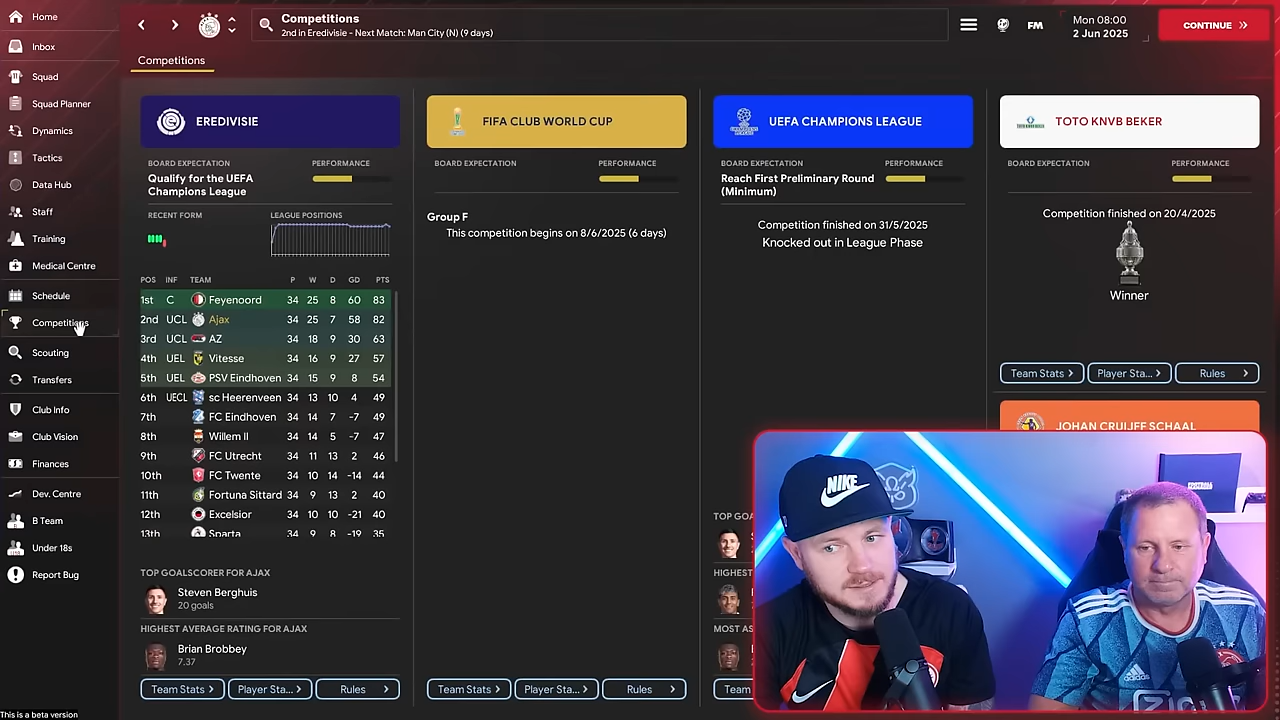 Home
Inbox
Squad
Squad Planner
Dynamics
Tactics
Data Hub
Staff
Training
Medical Centre
Schedule
Competitions
Scouting
Transfers
Club Info
Club Vision
Finances
Dev. Centre
B Team
Under 18s
Report Bug
This is a beta version
Competitions
2nd in Eredivisie - Next Match: Man City (N) (9 days)
FM
Mon 08:00
2 Jun 2025
CONTINUE
Competitions
EREDIVISIE
BOARD EXPECTATION PERFORMANCE
Qualify for the UEFA
Champions League
RECENT FORM LEAGUE POSITIONS
POS INF TEAM P W D GD PTS
1st C Feyenoord 34 25 8 60 83
2nd UCL Ajax 34 25 7 58 82
3rd UCL AZ 34 18 9 30 63
4th UEL Vitesse 34 16 9 27 57
5th UEL PSV Eindhoven 34 15 9 8 54
6th UECL sc Heerenveen 34 13 10 4 49
7th FC Eindhoven 34 14 7 -7 49
8th Willem II 34 14 5 -7 47
9th FC Utrecht 34 11 13 2 46
10th FC Twente 34 10 14 -14 44
11th Fortuna Sittard 34 9 13 2 40
12th Excelsior 34 10 10 -21 40
13th Sparta 34 9 8 -19 35
TOP GOALSCORER FOR AJAX
Steven Berghuis
20 goals
HIGHEST AVERAGE RATING FOR AJAX
Brian Brobbey
7.37
Team Stats > Player Sta... > Rules >
FIFA CLUB WORLD CUP
BOARD EXPECTATION PERFORMANCE
Group F
This competition begins on 8/6/2025 (6 days)
Team Stats > Player Sta... > Rules >
UEFA CHAMPIONS LEAGUE
BOARD EXPECTATION PERFORMANCE
Reach First Preliminary Round
(Minimum)
Competition finished on 31/5/2025
Knocked out in League Phase
TOP GOA
HIGHEST
MOST AS
Team
TOTO KNVB BEKER
BOARD EXPECTATION PERFORMANCE
Competition finished on 20/4/2025
Winner
Team Stats > Player Sta... > Rules >
JOHAN CRUIJFF SCHAAL
NIKE
adidas